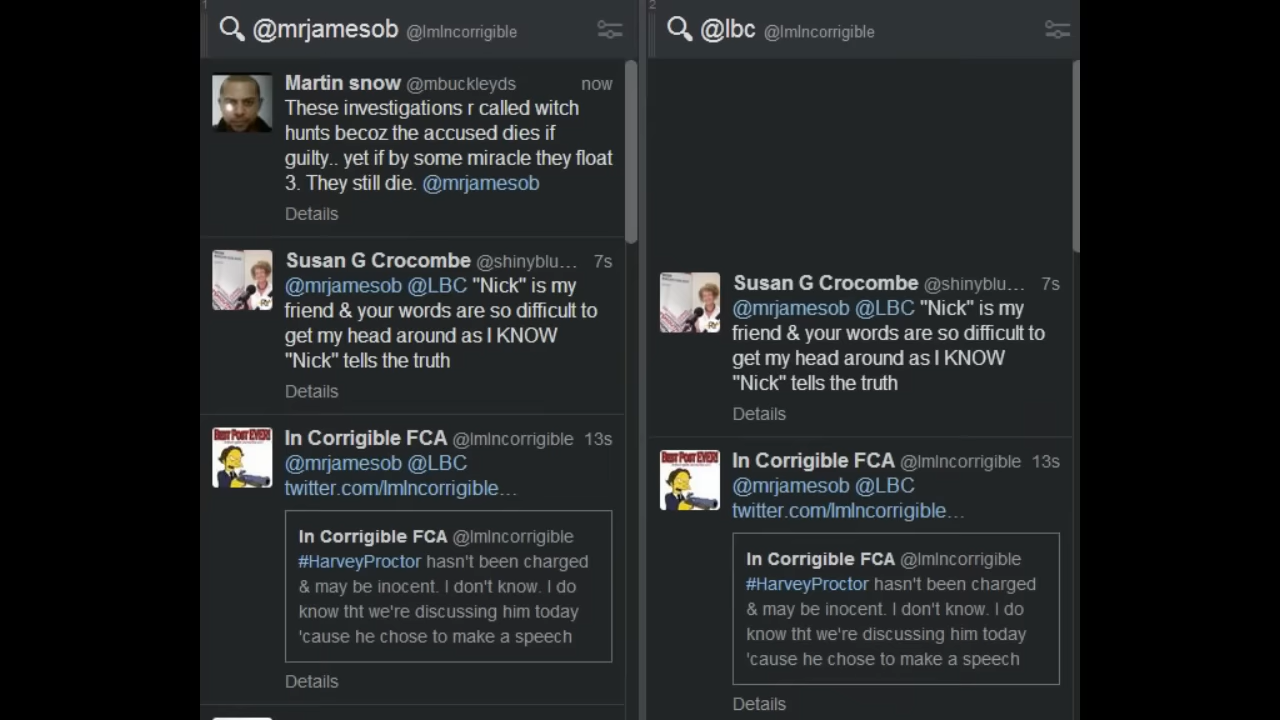 1
@mrjamesob @ImIncorrigible
Martin snow @mbuckleyds now
These investigations r called witch
hunts becoz the accused dies if
guilty.. yet if by some miracle they float
3. They still die. @mrjamesob
Details
Susan G Crocombe @shinyblu… 7s
@mrjamesob @LBC "Nick" is my
friend & your words are so difficult to
get my head around as I KNOW
"Nick" tells the truth
Details
BEST POST EVER!
In Corrigible FCA @ImIncorrigible 13s
@mrjamesob @LBC
twitter.com/ImIncorrigible…
In Corrigible FCA @ImIncorrigible
#HarveyProctor hasn't been charged
& may be inocent. I don't know. I do
know tht we're discussing him today
'cause he chose to make a speech
Details
2
@lbc @ImIncorrigible
Susan G Crocombe @shinyblu… 7s
@mrjamesob @LBC "Nick" is my
friend & your words are so difficult to
get my head around as I KNOW
"Nick" tells the truth
Details
BEST POST EVER!
In Corrigible FCA @ImIncorrigible 13s
@mrjamesob @LBC
twitter.com/ImIncorrigible…
In Corrigible FCA @ImIncorrigible
#HarveyProctor hasn't been charged
& may be inocent. I don't know. I do
know tht we're discussing him today
'cause he chose to make a speech
Details